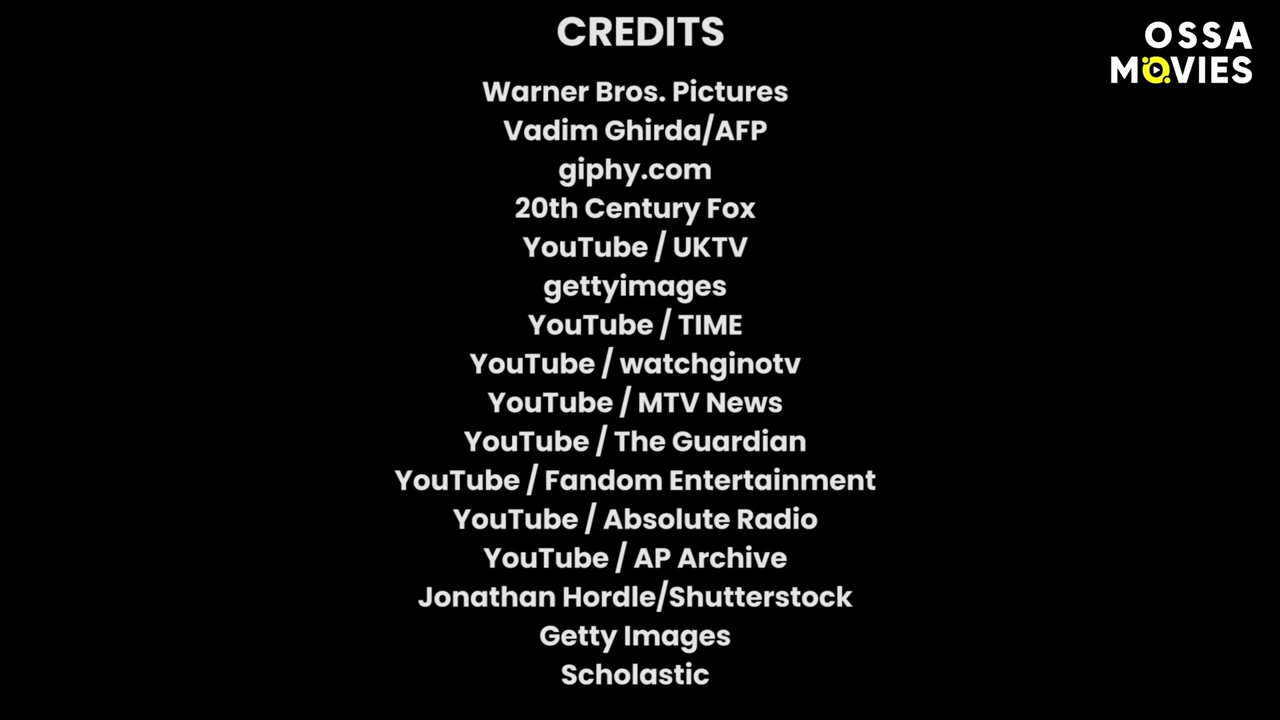 CREDITS
OSSA
MOVIES
Warner Bros. Pictures
Vadim Ghirda/AFP
giphy.com
20th Century Fox
YouTube / UKTV
gettyimages
YouTube / TIME
YouTube / watchginotv
YouTube / MTV News
YouTube / The Guardian
YouTube / Fandom Entertainment
YouTube / Absolute Radio
YouTube / AP Archive
Jonathan Hordle/Shutterstock
Getty Images
Scholastic